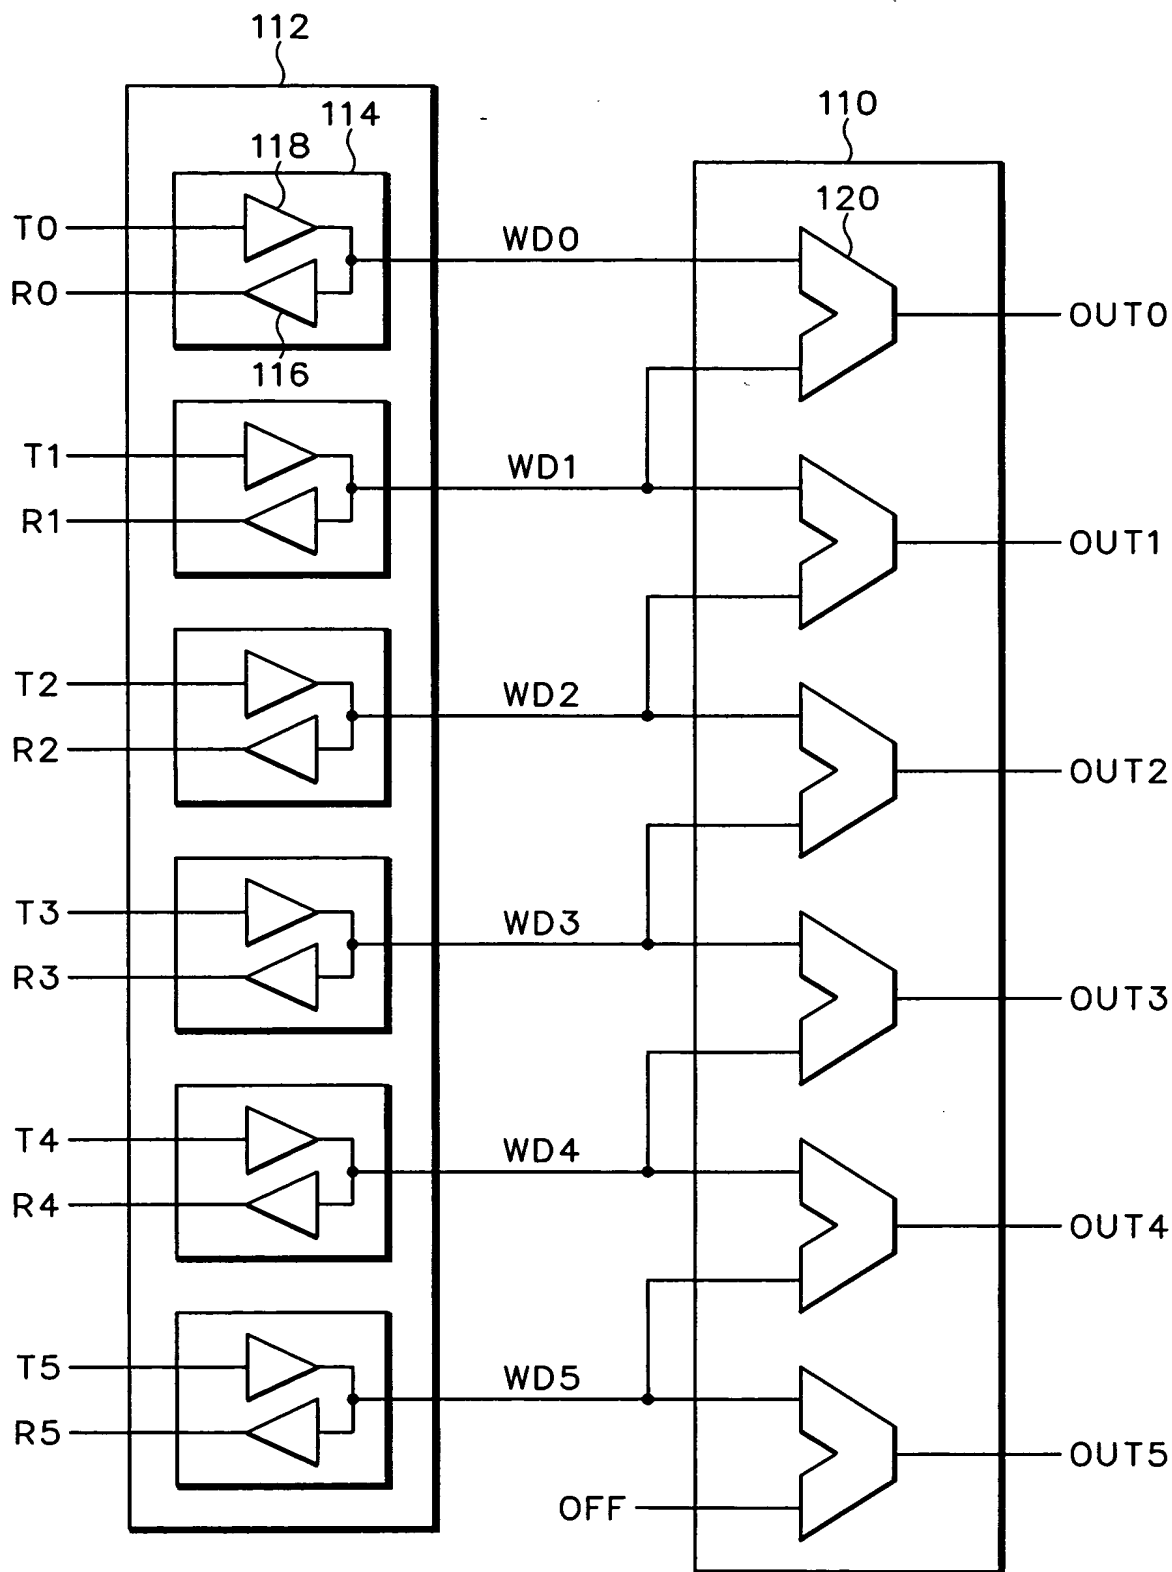 112
114
110
118
120
T0
WD0
R0
OUT0
116
T1
WD1
R1
OUT1
T2
WD2
R2
OUT2
T3
WD3
R3
OUT3
T4
WD4
R4
OUT4
T5
WD5
R5
OUT5
OFF